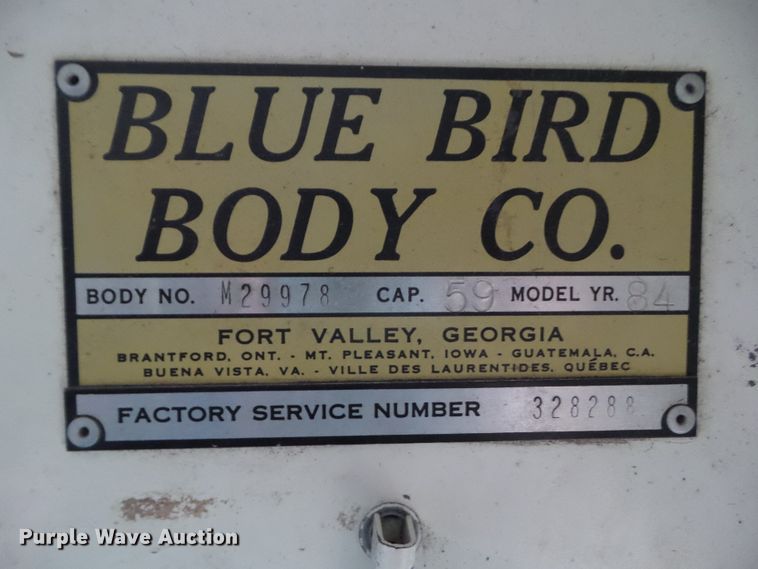 BLUE BIRD
BODY CO.
BODY NO. M29978 CAP. 59 MODEL YR. 84
FORT VALLEY, GEORGIA
BRANTFORD, ONT. - MT. PLEASANT, IOWA - GUATEMALA, C.A.
BUENA VISTA, VA. - VILLE DES LAURENTIDES, QUÉBEC
FACTORY SERVICE NUMBER 328288
Purple Wave Auction